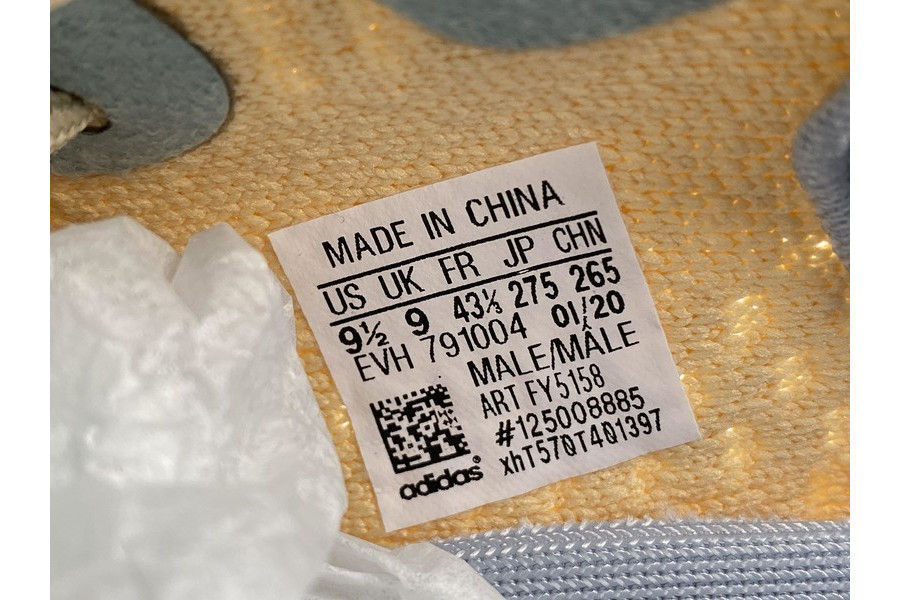 MADE IN CHINA
US UK FR JP CHN
9½ 9 43⅓ 275 265
EVH 791004 01/20
MALE/MÂLE
ART FY5158
#125008885
xhT570T401397
adidas®